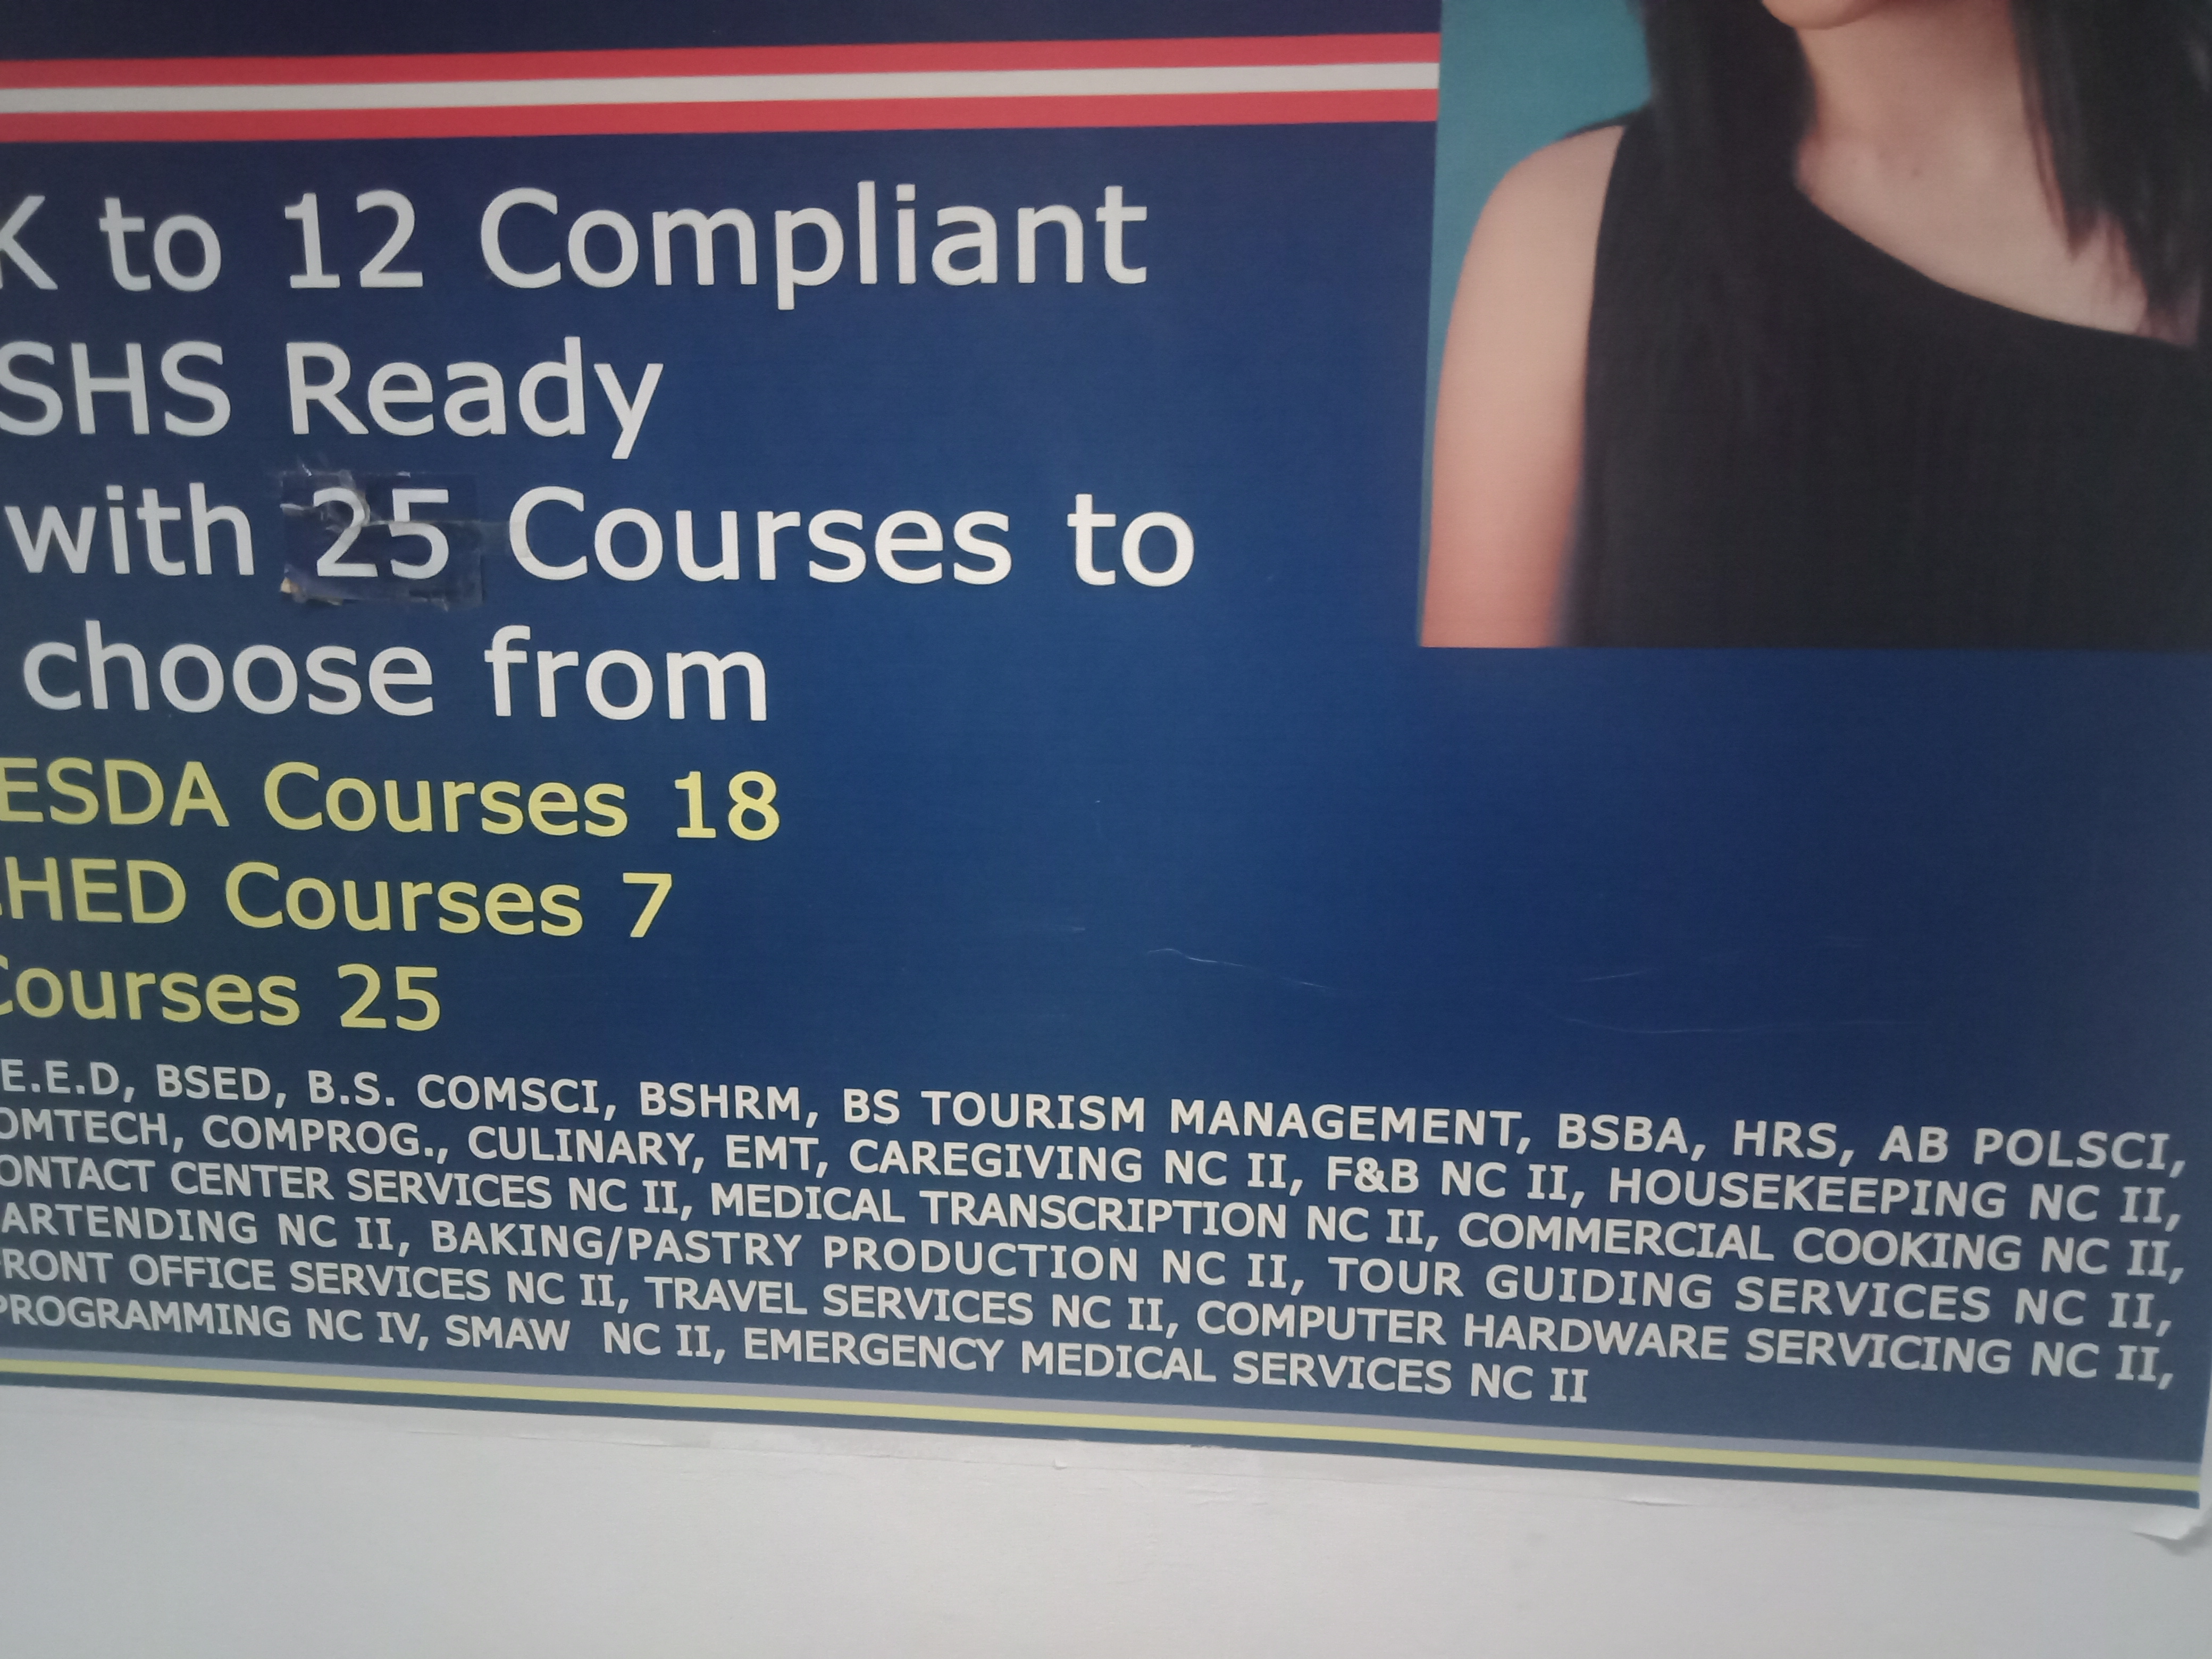 K to 12 Compliant
SHS Ready
with 25 Courses to
choose from
ESDA Courses 18
HED Courses 7
Courses 25
E.E.D, BSED, B.S. COMSCI, BSHRM, BS TOURISM MANAGEMENT, BSBA, HRS, AB POLSCI,
OMTECH, COMPROG., CULINARY, EMT, CAREGIVING NC II, F&B NC II, HOUSEKEEPING NC II,
ONTACT CENTER SERVICES NC II, MEDICAL TRANSCRIPTION NC II, COMMERCIAL COOKING NC II,
ARTENDING NC II, BAKING/PASTRY PRODUCTION NC II, TOUR GUIDING SERVICES NC II,
RONT OFFICE SERVICES NC II, TRAVEL SERVICES NC II, COMPUTER HARDWARE SERVICING NC II,
PROGRAMMING NC IV, SMAW NC II, EMERGENCY MEDICAL SERVICES NC II